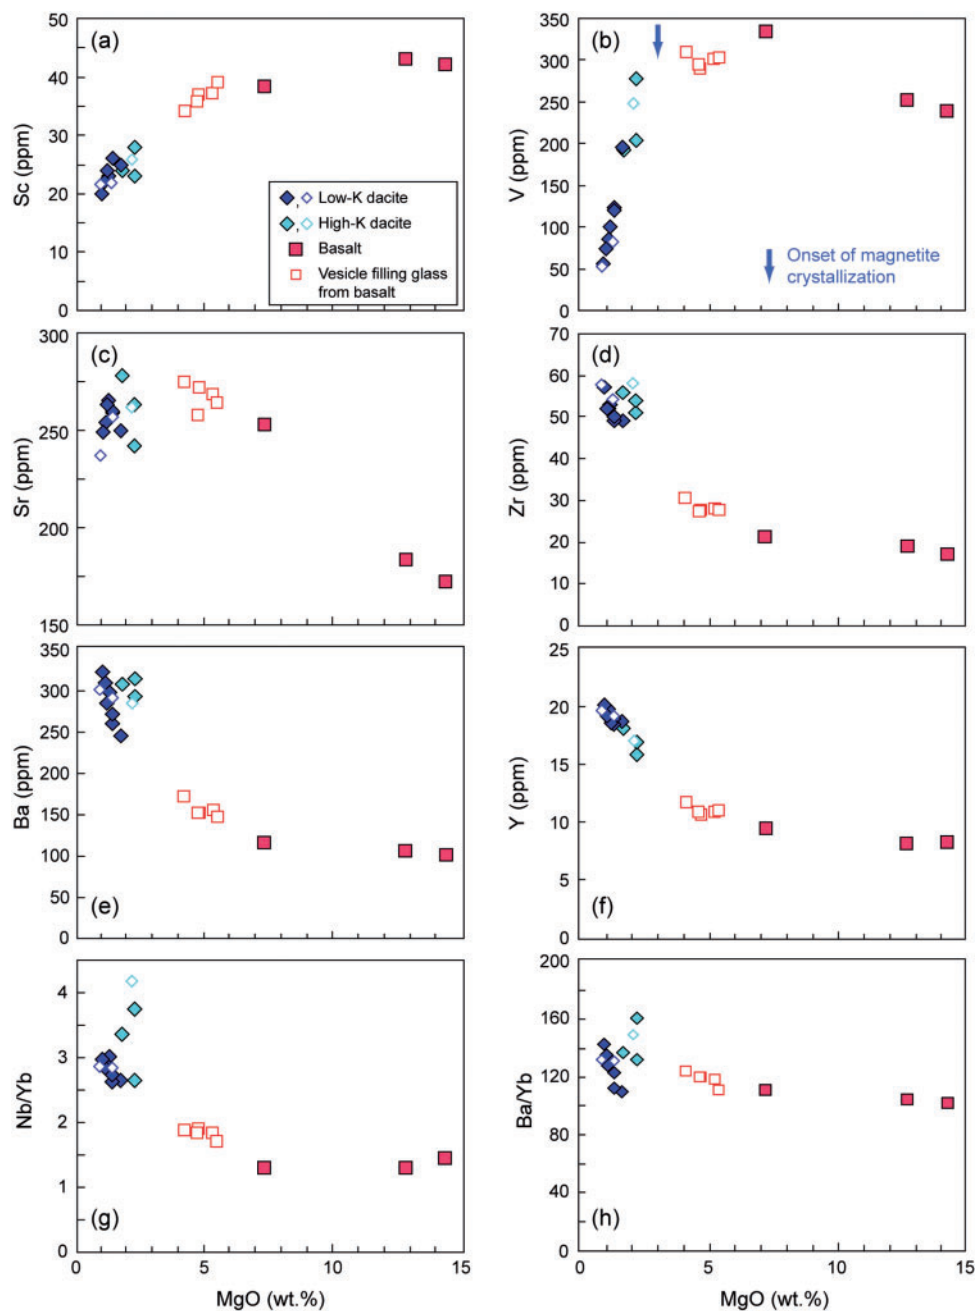 50
40
30
20
10
0
Sc (ppm)
(a)
Low-K dacite
High-K dacite
Basalt
Vesicle filling glass
from basalt
350
300
250
200
150
100
50
0
V (ppm)
(b)
Onset of magnetite
crystallization
300
250
200
150
Sr (ppm)
(c)
70
60
50
40
30
20
10
0
Zr (ppm)
(d)
350
300
250
200
150
100
50
0
Ba (ppm)
(e)
25
20
15
10
5
0
Y (ppm)
(f)
4
3
2
1
0
Nb/Yb
(g)
0 5 10 15
MgO (wt.%)
200
160
120
80
40
0
Ba/Yb
(h)
0 5 10 15
MgO (wt.%)